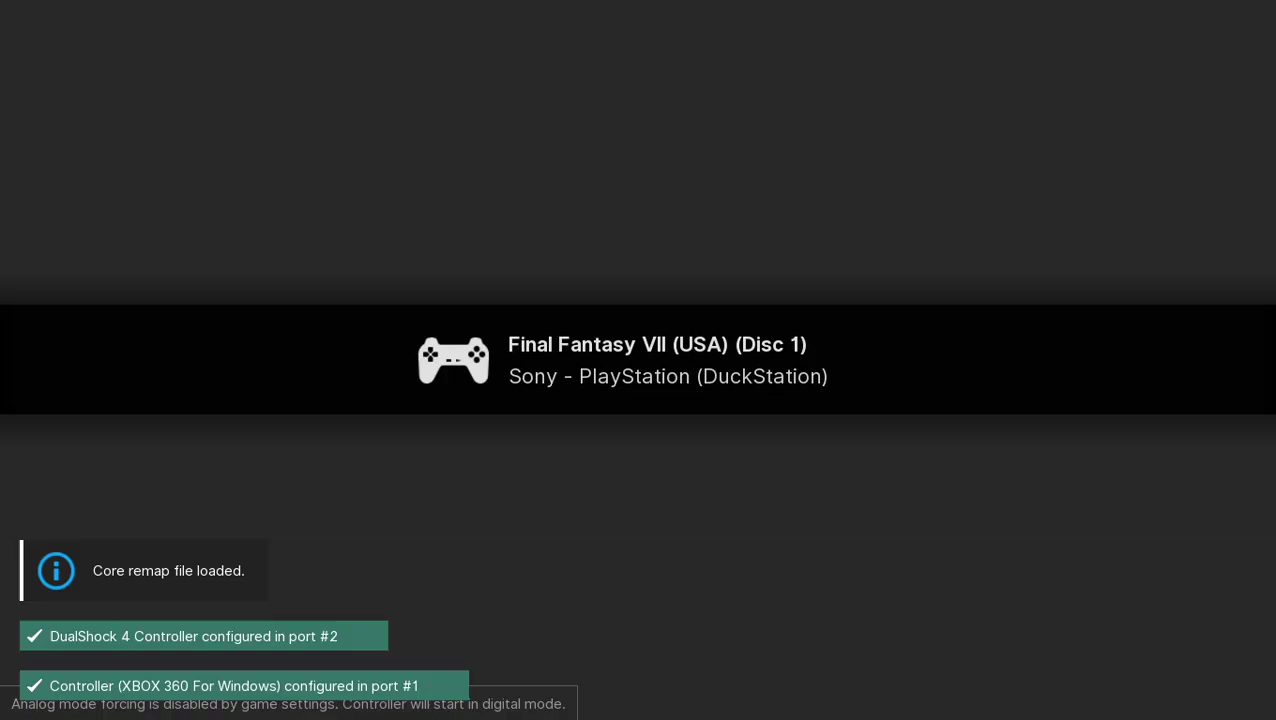 Final Fantasy VII (USA) (Disc 1)
Sony - PlayStation (DuckStation)
Core remap file loaded.
DualShock 4 Controller configured in port #2
Controller (XBOX 360 For Windows) configured in port #1
Analog mode forcing is disabled by game settings. Controller will start in digital mode.